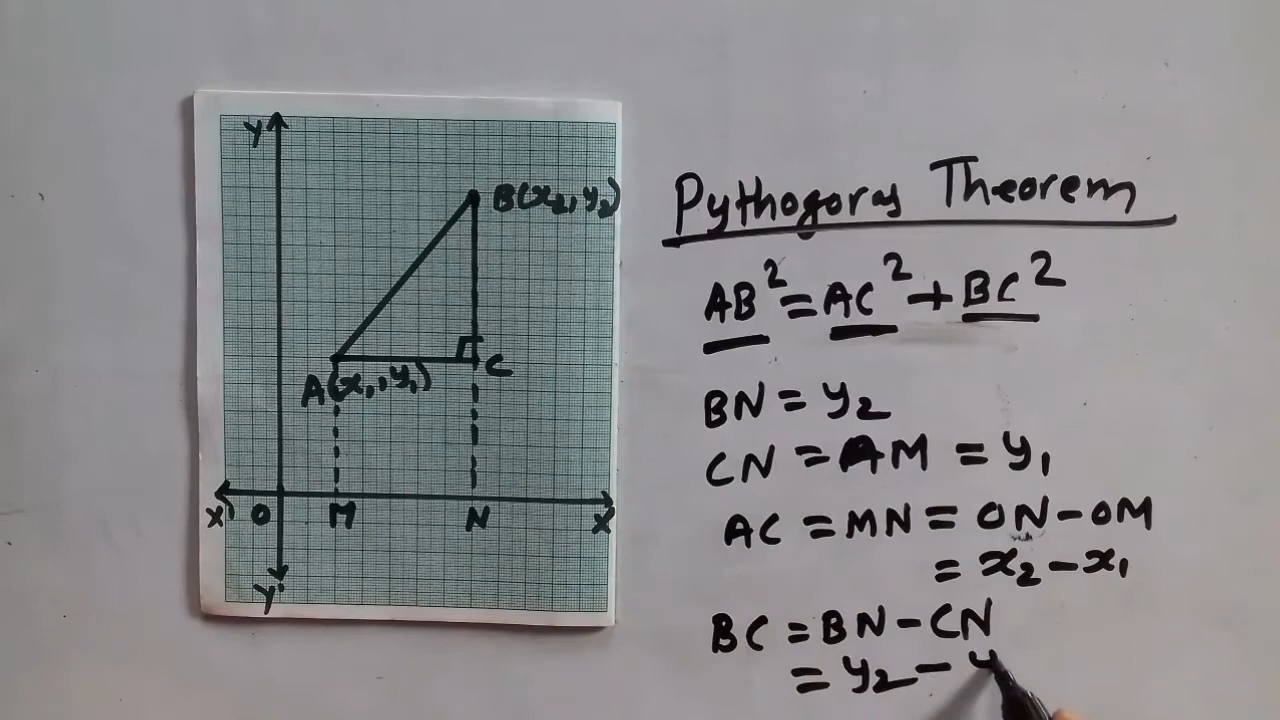 Y
B(x₂, y₂)
A(x₁, y₁)
C
X'
O
M
N
X
Y'
Pythogoras Theorem
AB² = AC² + BC²
BN = y₂
CN = AM = y₁
AC = MN = ON - OM
= x₂ - x₁
BC = BN - CN
= y₂ - y